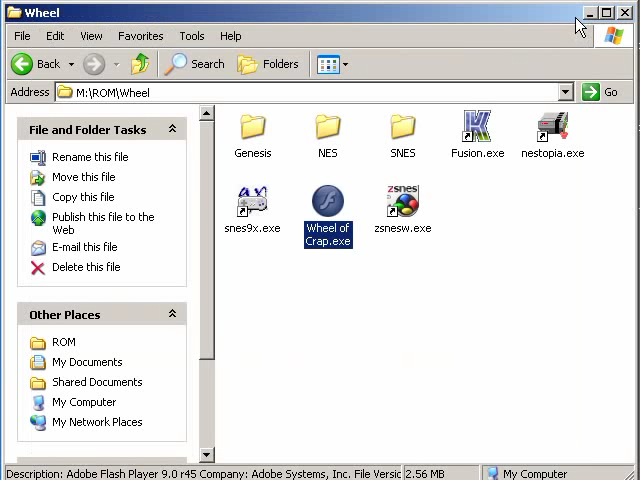 Wheel
File Edit View Favorites Tools Help
Back Search Folders
Address M:\ROM\Wheel Go
File and Folder Tasks
Rename this file
Move this file
Copy this file
Publish this file to the
Web
E-mail this file
Delete this file
Other Places
ROM
My Documents
Shared Documents
My Computer
My Network Places
Genesis NES SNES Fusion.exe nestopia.exe
zsnes
snes9x.exe Wheel of
Crap.exe zsnesw.exe
Description: Adobe Flash Player 9.0 r45 Company: Adobe Systems, Inc. File Versic 2.56 MB My Computer